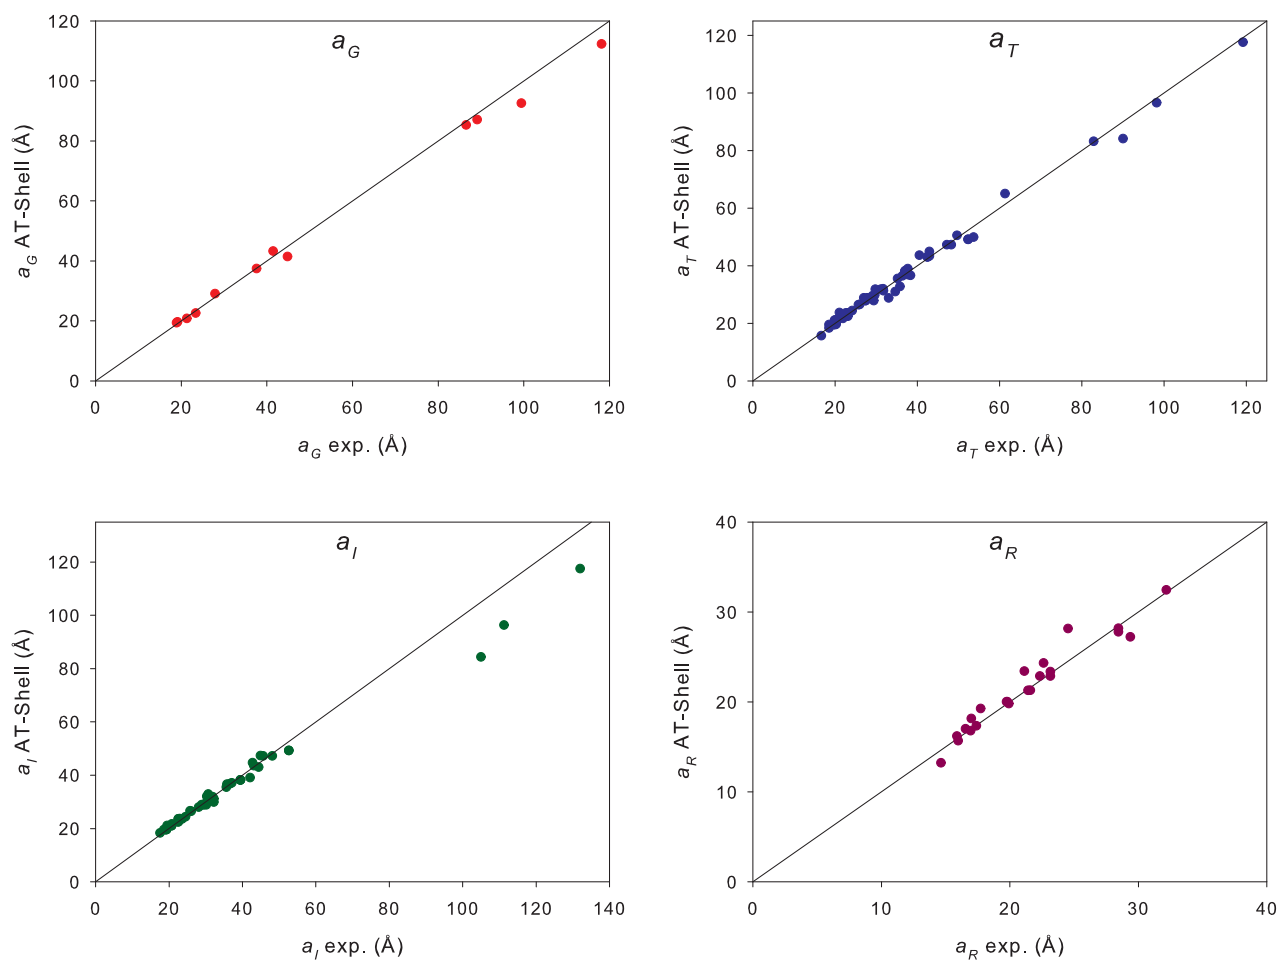 a_G
a_G AT-Shell (Å)
120
100
80
60
40
20
0
0 20 40 60 80 100 120
a_G exp. (Å)
a_T
a_T AT-Shell (Å)
120
100
80
60
40
20
0
0 20 40 60 80 100 120
a_T exp. (Å)
a_I
a_I AT-Shell (Å)
120
100
80
60
40
20
0
0 20 40 60 80 100 120 140
a_I exp. (Å)
a_R
a_R AT-Shell (Å)
40
30
20
10
0
0 10 20 30 40
a_R exp. (Å)